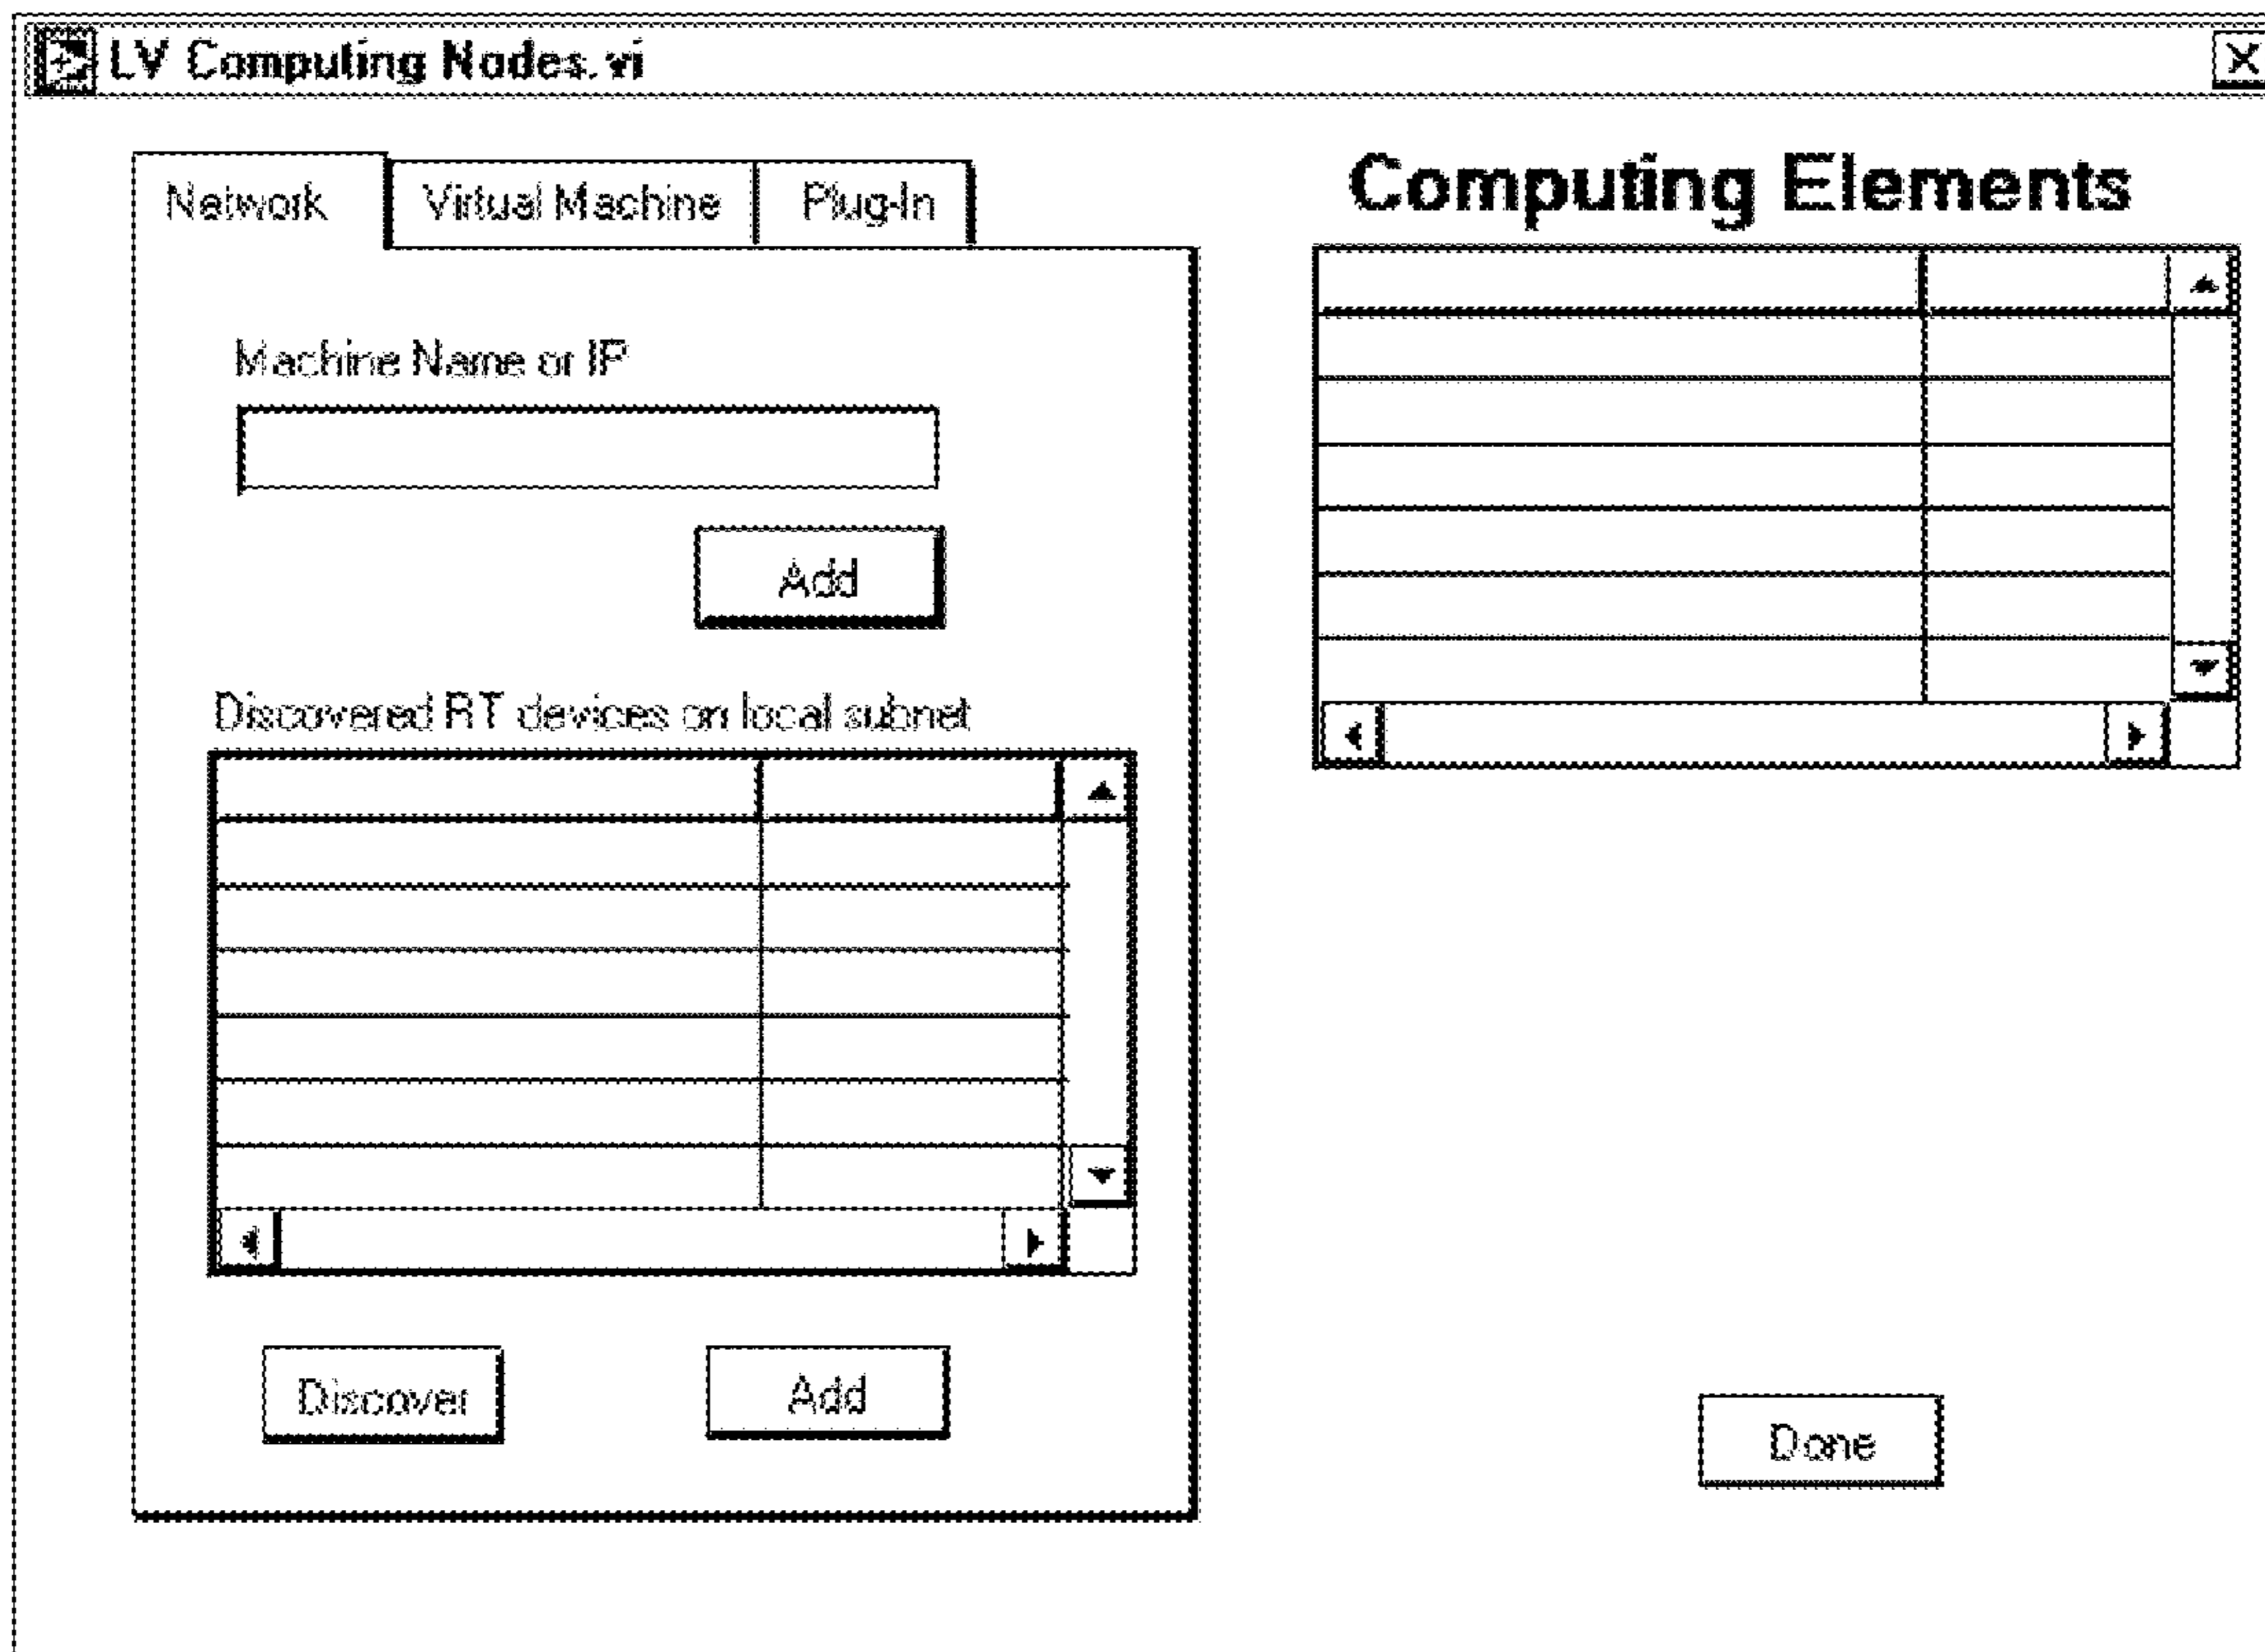 LV Computing Nodes.vi
Network
Virtual Machine
Plug-In
Machine Name or IP
Add
Discovered RT devices on local subnet
Discover
Add
Computing Elements
Done